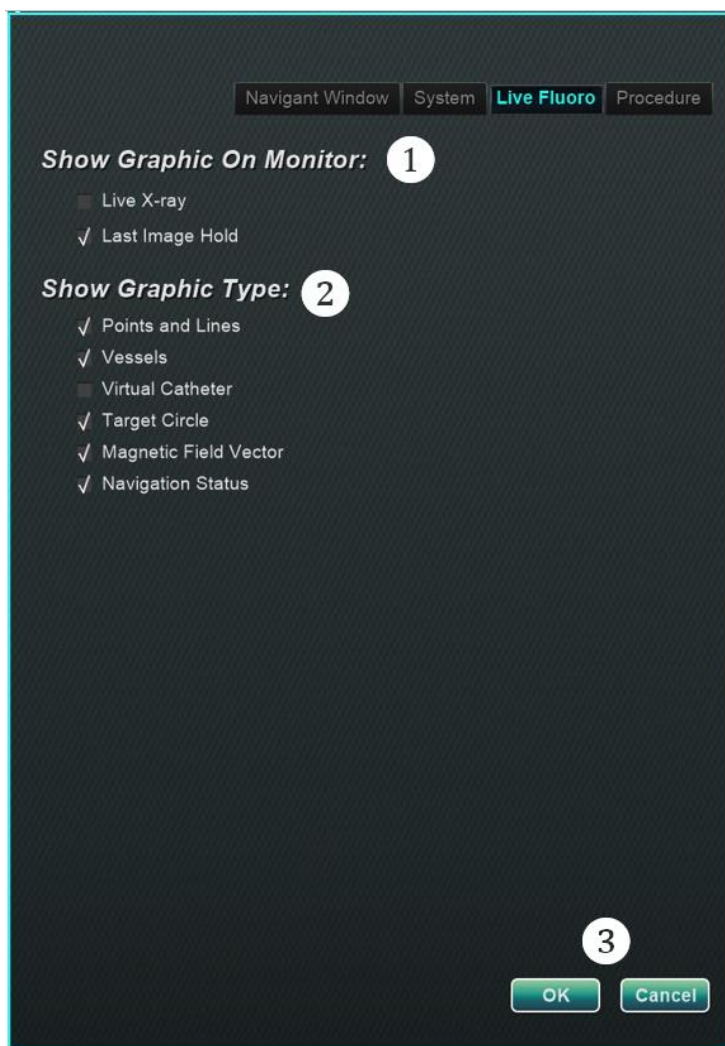 Navigant Window System Live Fluoro Procedure
Show Graphic On Monitor: 1
Live X-ray
√ Last Image Hold
Show Graphic Type: 2
√ Points and Lines
√ Vessels
Virtual Catheter
√ Target Circle
√ Magnetic Field Vector
√ Navigation Status
3
OK Cancel